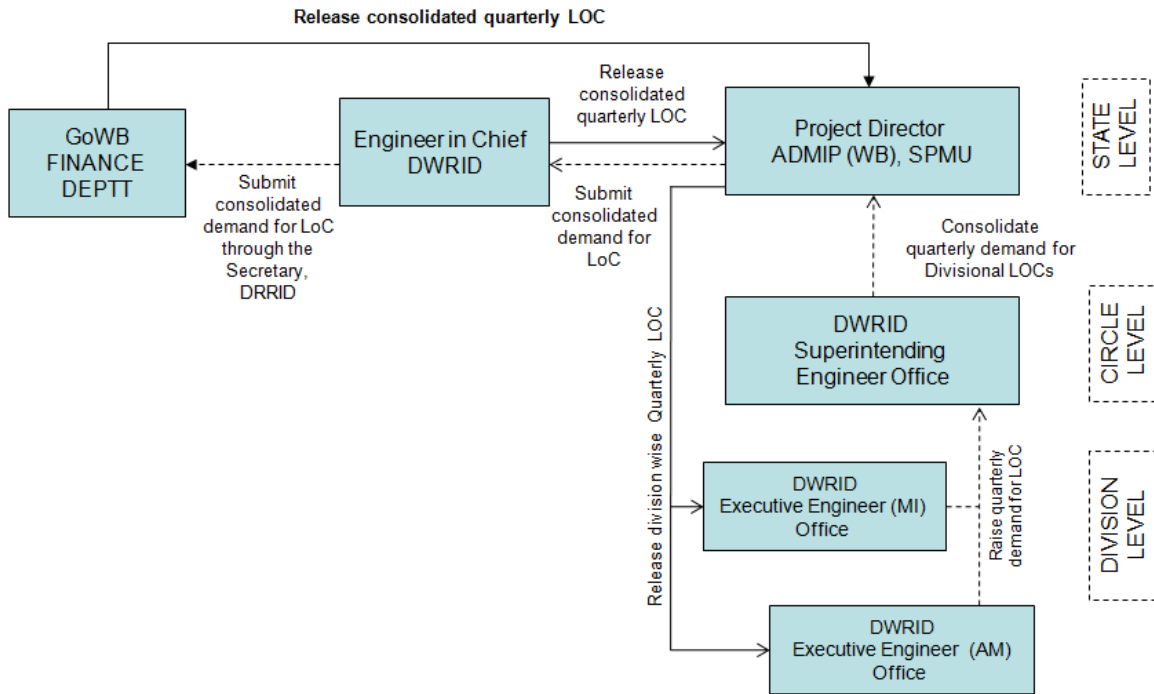 Release consolidated quarterly LOC
GoWB
FINANCE
DEPTT
Engineer in Chief
DWRID
Release
consolidated
quarterly LOC
Project Director
ADMIP (WB), SPMU
STATE
LEVEL
Submit
consolidated
demand for LoC
through the
Secretary,
DRRID
Submit
consolidated
demand for
LoC
Consolidate
quarterly demand for
Divisional LOCs
DWRID
Superintending
Engineer Office
CIRCLE
LEVEL
Release division wise Quarterly LOC
DWRID
Executive Engineer (MI)
Office
Raise quarterly
demand for LOC
DIVISION
LEVEL
DWRID
Executive Engineer (AM)
Office